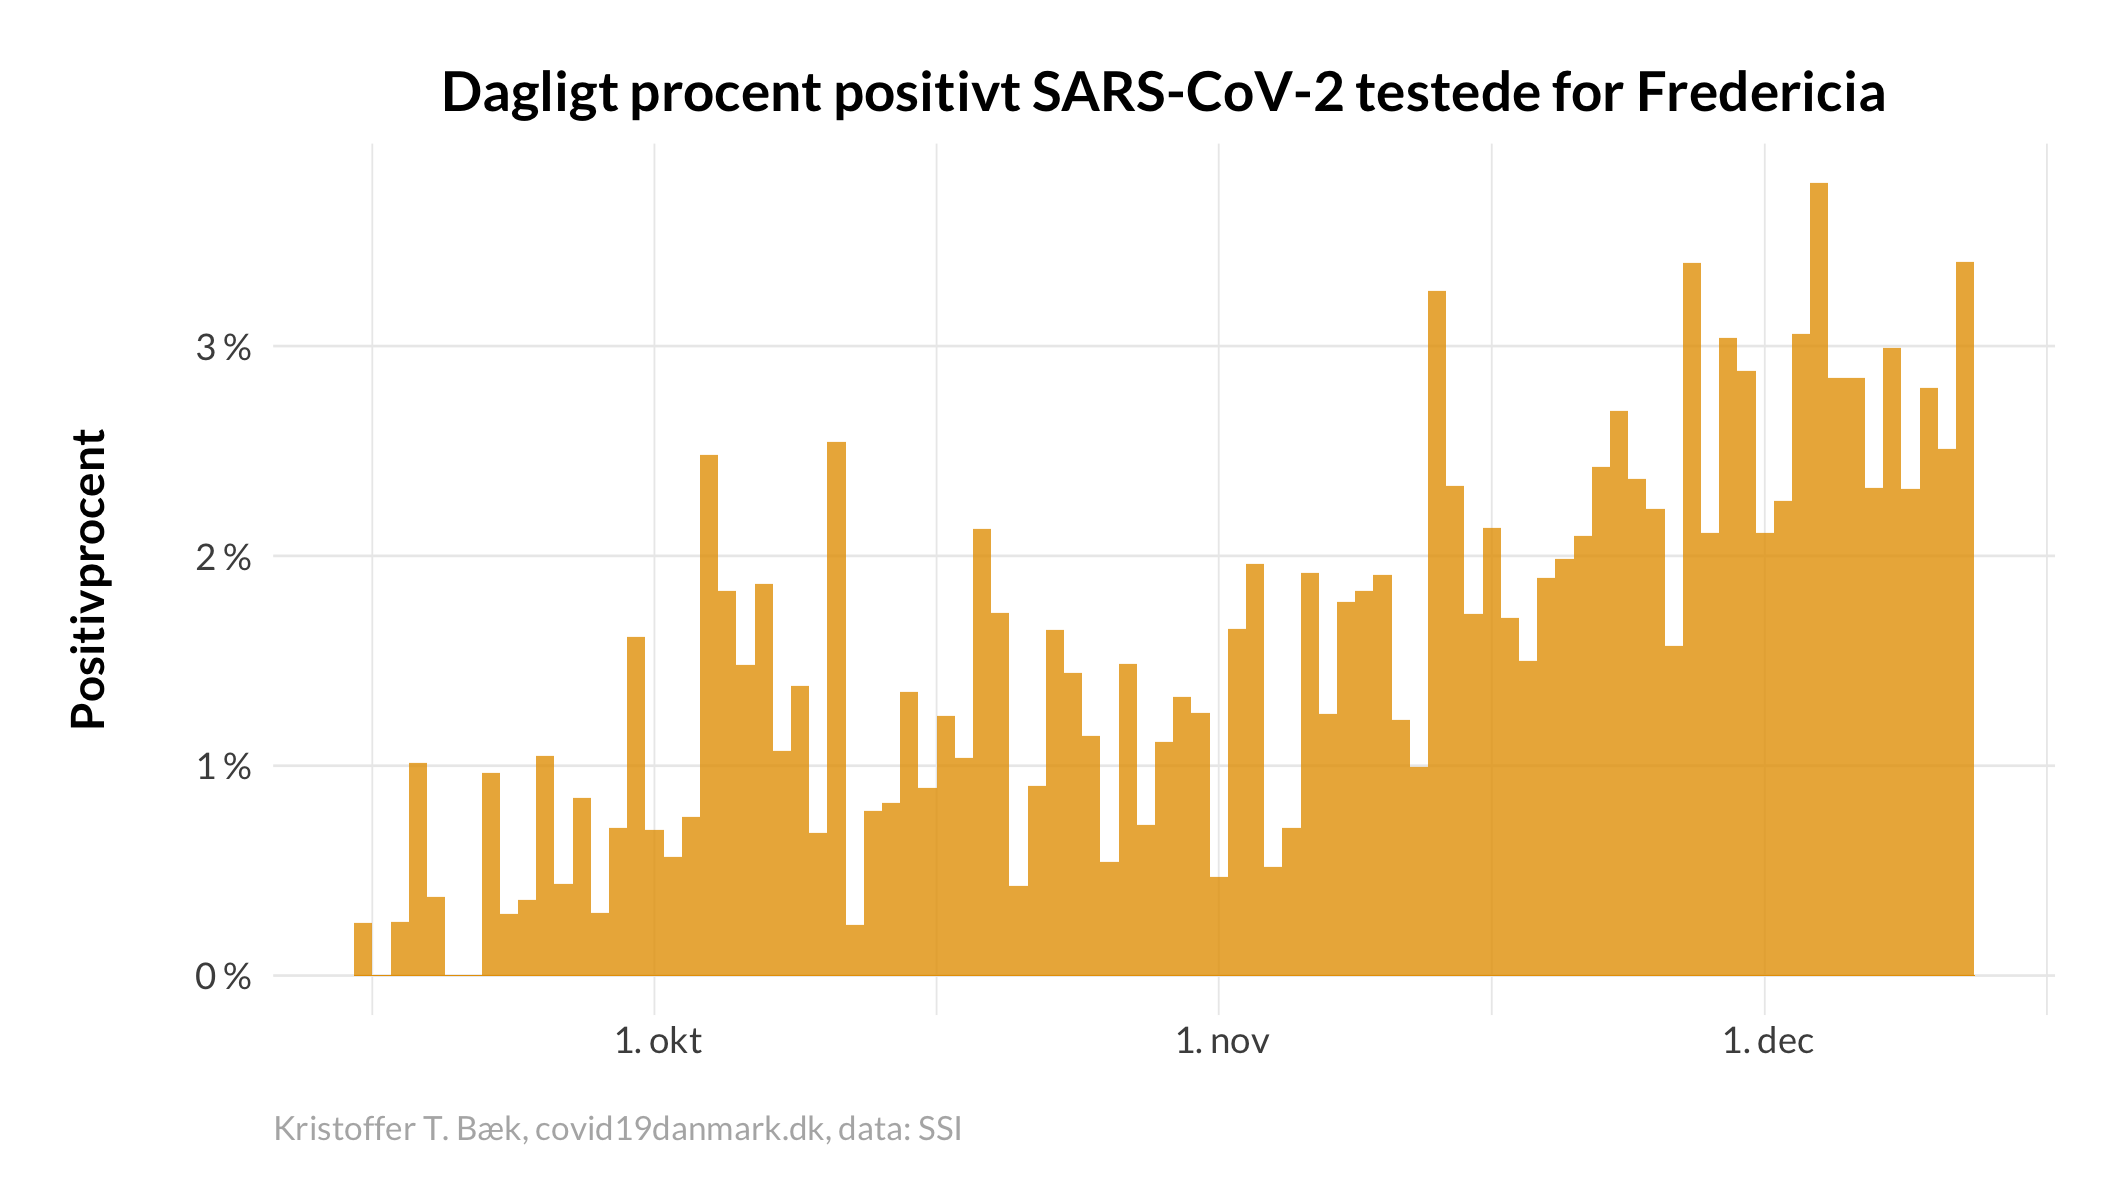 Dagligt procent positivt SARS-CoV-2 testede for Fredericia
Positivprocent
3 %
2 %
1 %
0 %
1. okt
1. nov
1. dec
Kristoffer T. Bæk, covid19danmark.dk, data: SSI